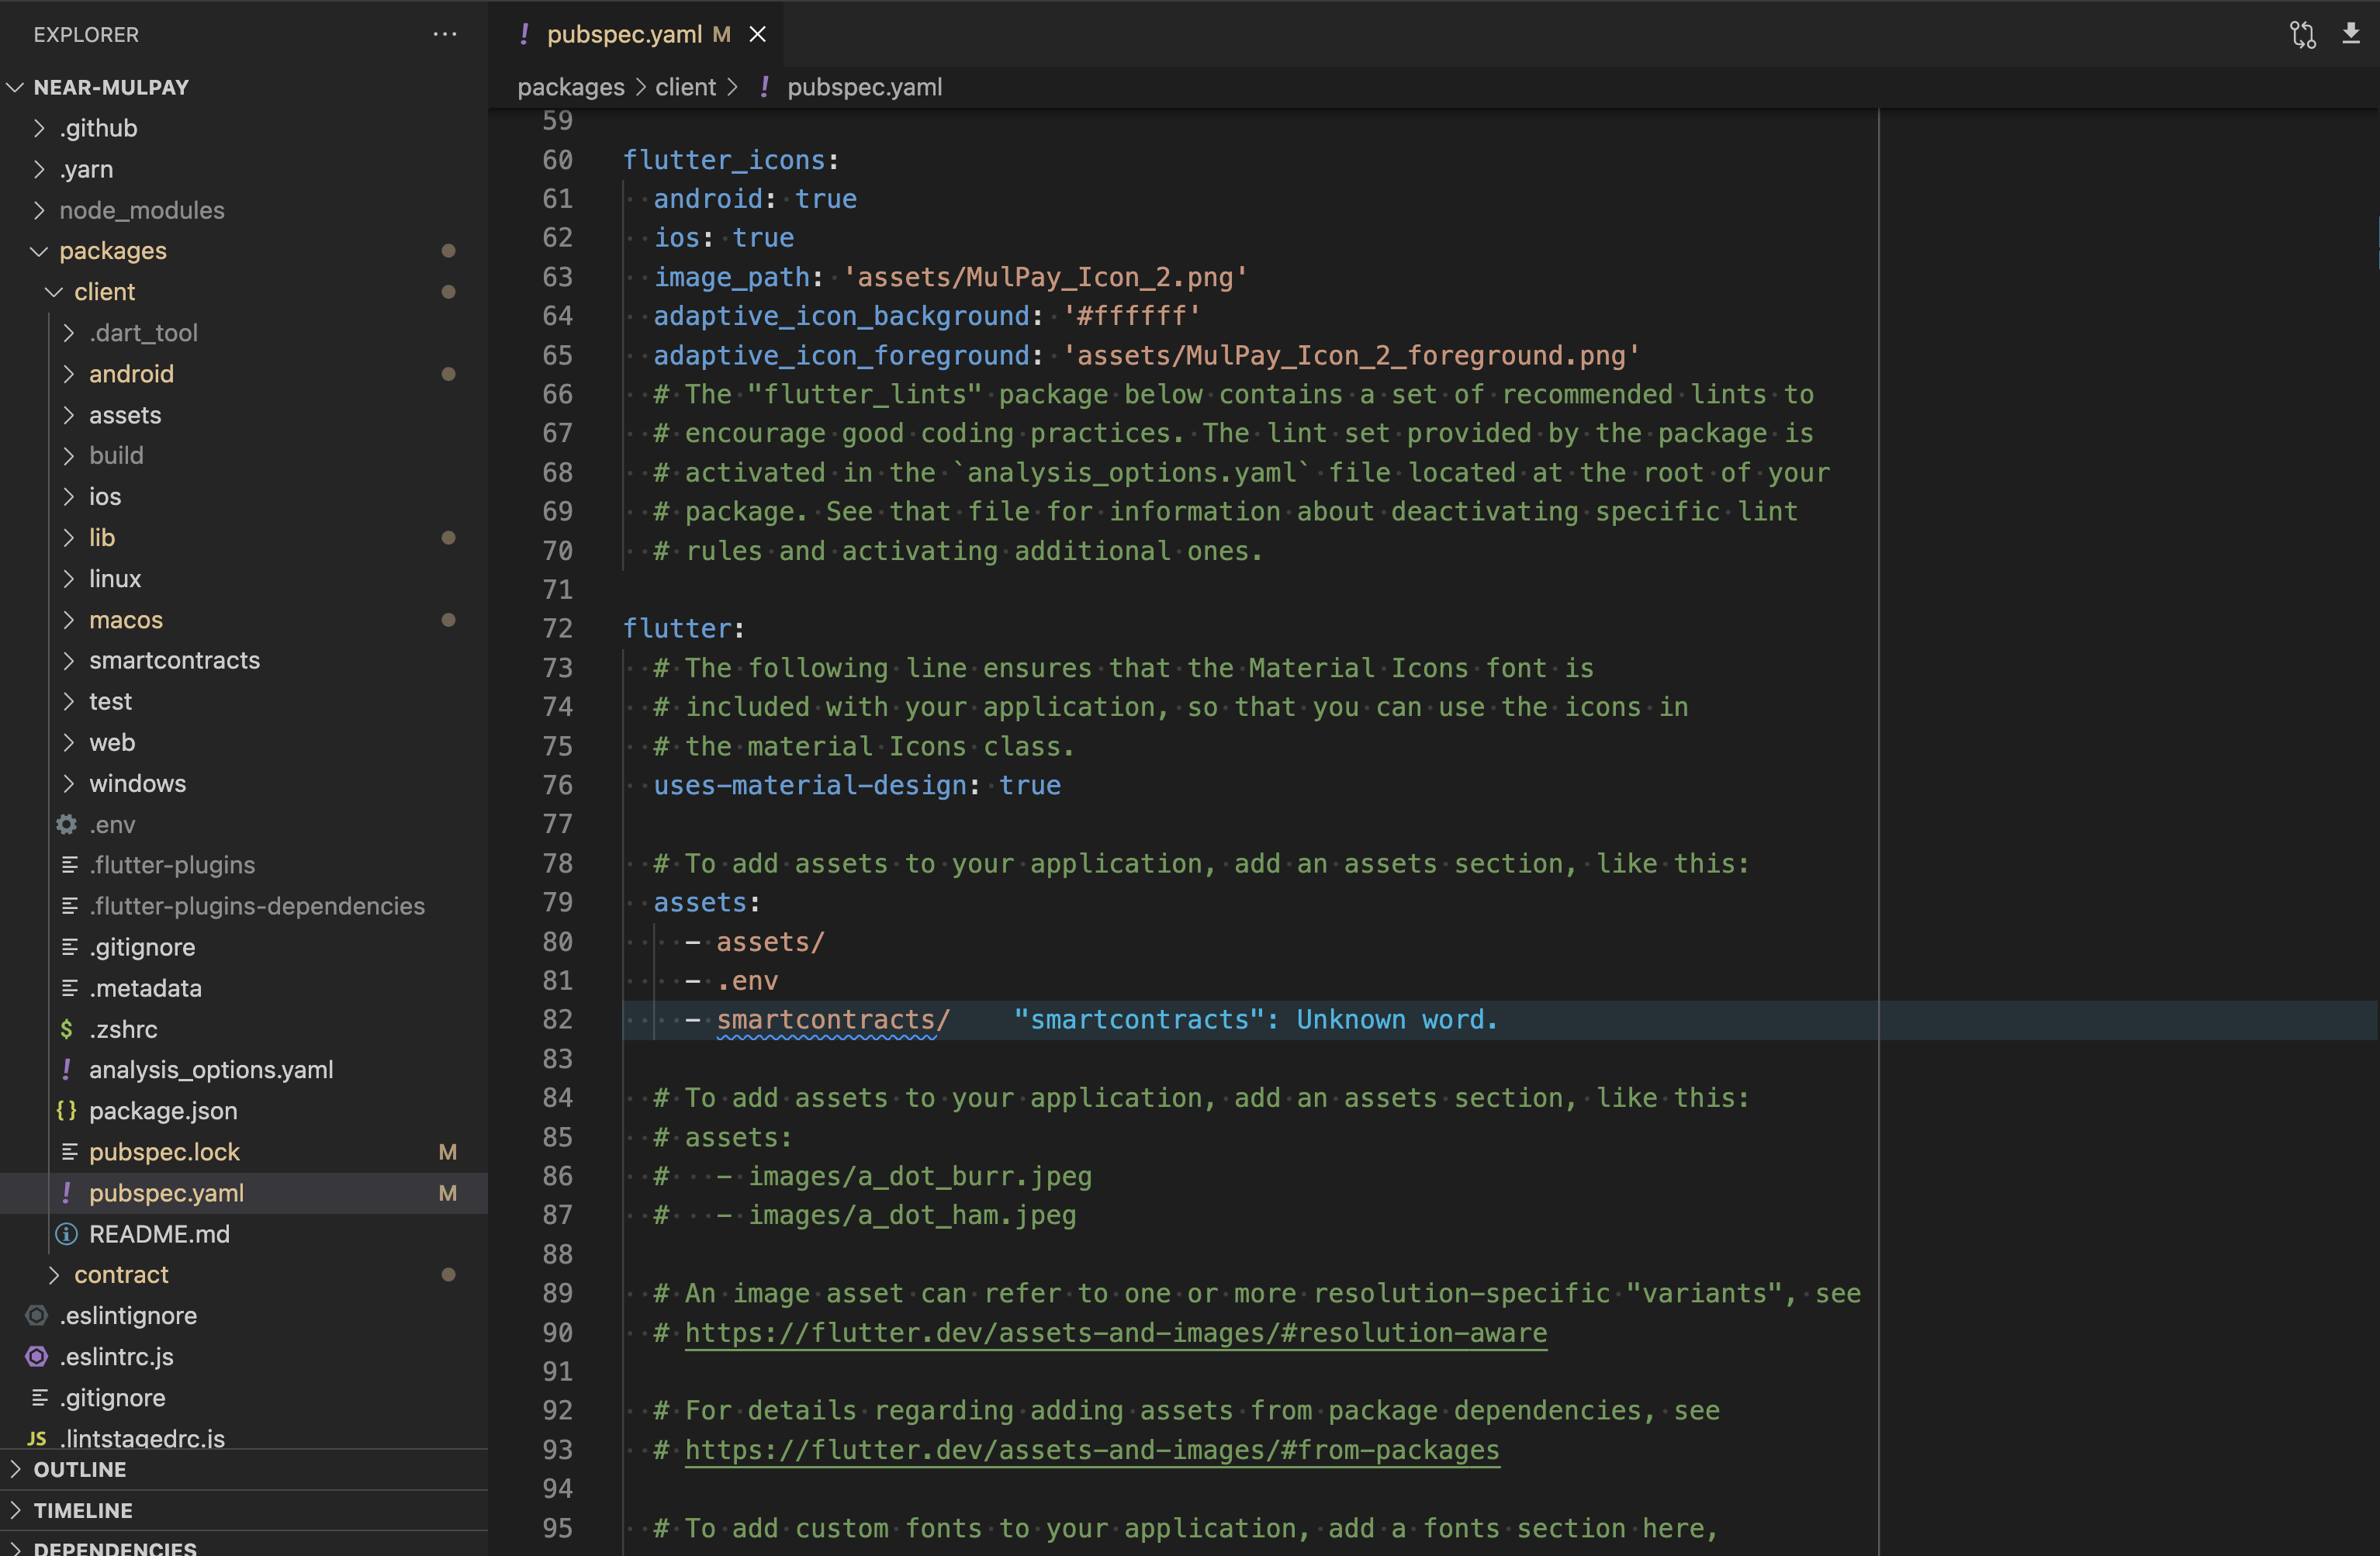 EXPLORER
NEAR-MULPAY
.github
.yarn
node_modules
packages
client
.dart_tool
android
assets
build
ios
lib
linux
macos
smartcontracts
test
web
windows
.env
.flutter-plugins
.flutter-plugins-dependencies
.gitignore
.metadata
$ .zshrc
! analysis_options.yaml
{} package.json
pubspec.lock M
! pubspec.yaml M
README.md
contract
.eslintignore
.eslintrc.js
.gitignore
JS .lintstagedrc.js
OUTLINE
TIMELINE
DEPENDENCIES
! pubspec.yaml M
packages > client > ! pubspec.yaml
59
60 flutter_icons:
61 android: true
62 ios: true
63 image_path: 'assets/MulPay_Icon_2.png'
64 adaptive_icon_background: '#ffffff'
65 adaptive_icon_foreground: 'assets/MulPay_Icon_2_foreground.png'
66 # The "flutter_lints" package below contains a set of recommended lints to
67 # encourage good coding practices. The lint set provided by the package is
68 # activated in the `analysis_options.yaml` file located at the root of your
69 # package. See that file for information about deactivating specific lint
70 # rules and activating additional ones.
71
72 flutter:
73 # The following line ensures that the Material Icons font is
74 # included with your application, so that you can use the icons in
75 # the material Icons class.
76 uses-material-design: true
77
78 # To add assets to your application, add an assets section, like this:
79 assets:
80 - assets/
81 - .env
82 - smartcontracts/ "smartcontracts": Unknown word.
83
84 # To add assets to your application, add an assets section, like this:
85 # assets:
86 # - images/a_dot_burr.jpeg
87 # - images/a_dot_ham.jpeg
88
89 # An image asset can refer to one or more resolution-specific "variants", see
90 # https://flutter.dev/assets-and-images/#resolution-aware
91
92 # For details regarding adding assets from package dependencies, see
93 # https://flutter.dev/assets-and-images/#from-packages
94
95 # To add custom fonts to your application, add a fonts section here,